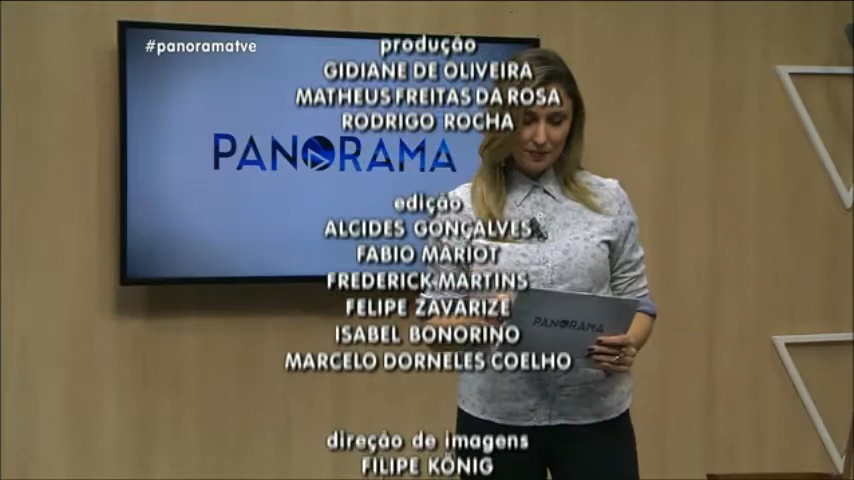 #panoramatve
produção
GIDIANE DE OLIVEIRA
MATHEUS FREITAS DA ROSA
RODRIGO ROCHA
PANORAMA
edição
ALCIDES GONÇALVES
FABIO MARIOT
FREDERICK MARTINS
FELIPE ZAVARIZE
ISABEL BONORINO
MARCELO DORNELES COELHO
PANORAMA
direção de imagens
FILIPE KÖNIG